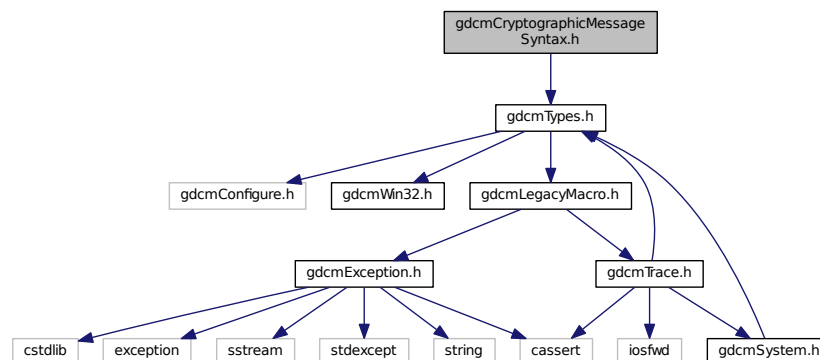 gdcmCryptographicMessage
Syntax.h
gdcmTypes.h
gdcmConfigure.h
gdcmWin32.h
gdcmLegacyMacro.h
gdcmException.h
gdcmTrace.h
cstdlib
exception
sstream
stdexcept
string
cassert
iosfwd
gdcmSystem.h